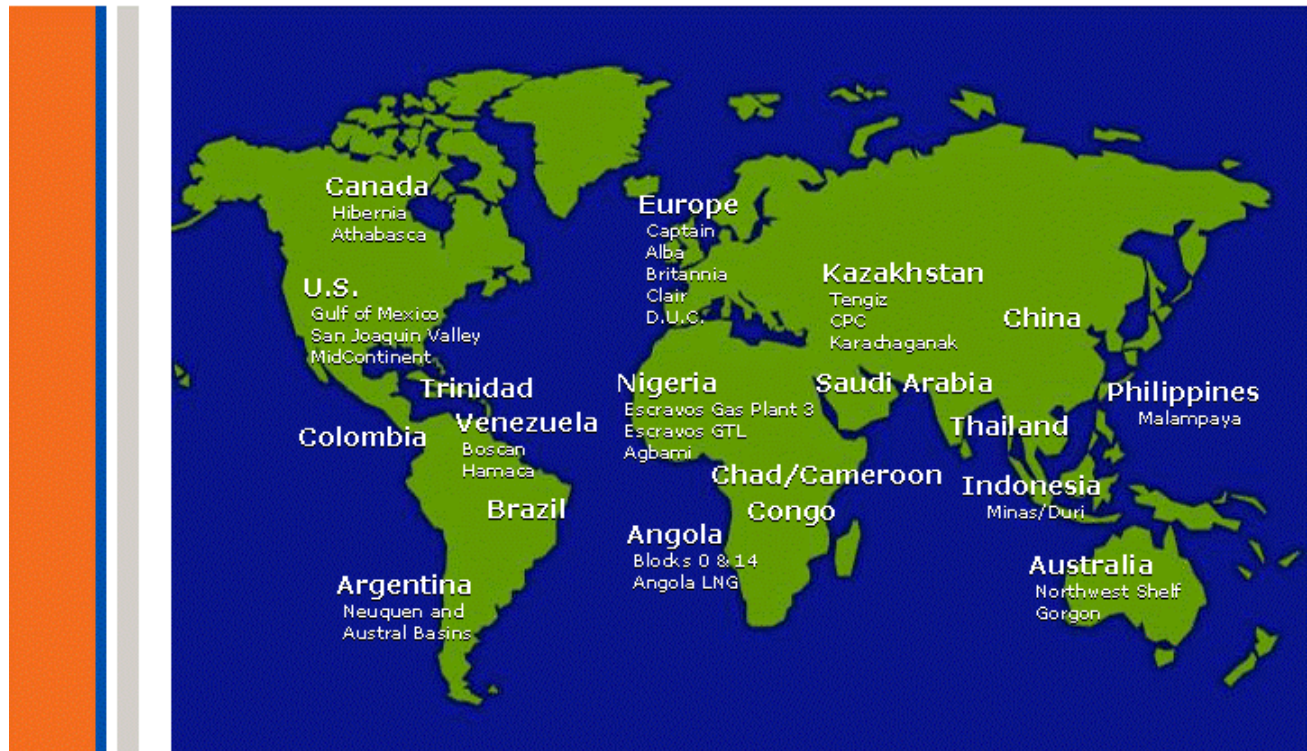 Canada
Hibernia
Athabasca
U.S.
Gulf of Mexico
San Joaquin Valley
MidContinent
Trinidad
Venezuela
Boscan
Hamaca
Colombia
Brazil
Argentina
Neuquen and
Austral Basins
Europe
Captain
Alba
Britannia
Clair
D.U.C.
Kazakhstan
Tengiz
CPC
Karachaganak
China
Nigeria
Escravos Gas Plant 3
Escravos GTL
Agbami
Saudi Arabia
Philippines
Malampaya
Thailand
Chad/Cameroon
Congo
Indonesia
Minas/Duri
Angola
Blocks 0 & 14
Angola LNG
Australia
Northwest Shelf
Gorgon